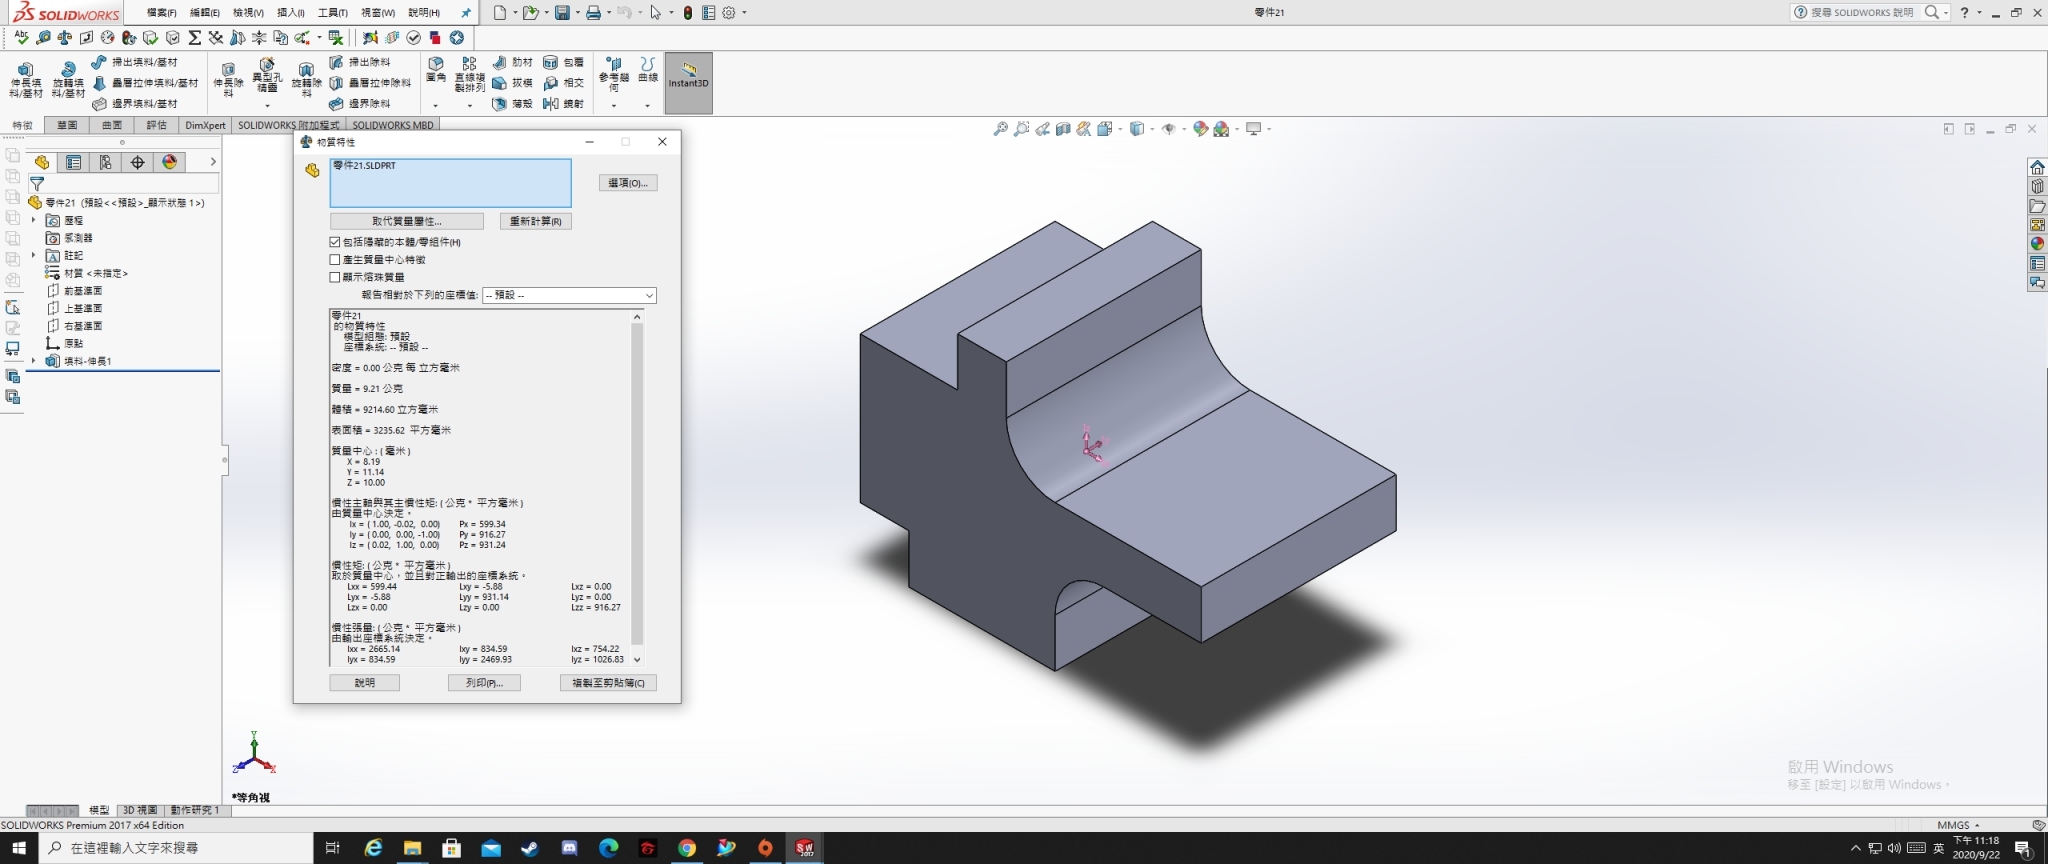 SOLIDWORKS
檔案(F) 編輯(E) 檢視(V) 插入(I) 工具(T) 視窗(W) 說明(H)
零件21
搜尋 SOLIDWORKS 說明
伸長填料/基材
旋轉填料/基材
掃出填料/基材
疊層拉伸填料/基材
邊界填料/基材
伸長除料
異型孔精靈
旋轉除料
掃出除料
疊層拉伸除料
邊界除料
圓角
直線複製排列
肋材
拔模
薄殼
包覆
相交
鏡射
參考幾何
曲線
Instant3D
特徵 草圖 曲面 評估 DimXpert SOLIDWORKS 附加程式 SOLIDWORKS MBD
零件21 (預設<<預設>_顯示狀態 1>)
歷程
感測器
註記
材質 <未指定>
前基準面
上基準面
右基準面
原點
填料-伸長1
物質特性
零件21.SLDPRT
選項(O)...
取代質量屬性...
重新計算(R)
包括隱藏的本體/零組件(H)
產生質量中心特徵
顯示熔珠質量
報告相對於下列的座標值: -- 預設 --
零件21
的物質特性
模型組態: 預設
座標系統: -- 預設 --
密度 = 0.00 公克 每 立方毫米
質量 = 9.21 公克
體積 = 9214.60 立方毫米
表面積 = 3235.62 平方毫米
質量中心 : ( 毫米 )
X = 8.19
Y = 11.14
Z = 10.00
慣性主軸與其主慣性矩: ( 公克 * 平方毫米 )
由質量中心決定。
Ix = ( 1.00, -0.02, 0.00) Px = 599.34
Iy = ( 0.00, 0.00, -1.00) Py = 916.27
Iz = ( 0.02, 1.00, 0.00) Pz = 931.24
慣性矩: ( 公克 * 平方毫米 )
取於質量中心，並且對正輸出的座標系統。
Lxx = 599.44 Lxy = -5.88 Lxz = 0.00
Lyx = -5.88 Lyy = 931.14 Lyz = 0.00
Lzx = 0.00 Lzy = 0.00 Lzz = 916.27
慣性張量: ( 公克 * 平方毫米 )
由輸出座標系統決定。
Ixx = 2665.14 Ixy = 834.59 Ixz = 754.22
Iyx = 834.59 Iyy = 2469.93 Iyz = 1026.83
說明 列印(P)... 複製至剪貼簿(C)
Y
Z
X
*等角視
啟用 Windows
移至 [設定] 以啟用 Windows。
模型 3D 視圖 動作研究 1
SOLIDWORKS Premium 2017 x64 Edition
MMGS
在這裡輸入文字來搜尋
英
下午 11:18
2020/9/22